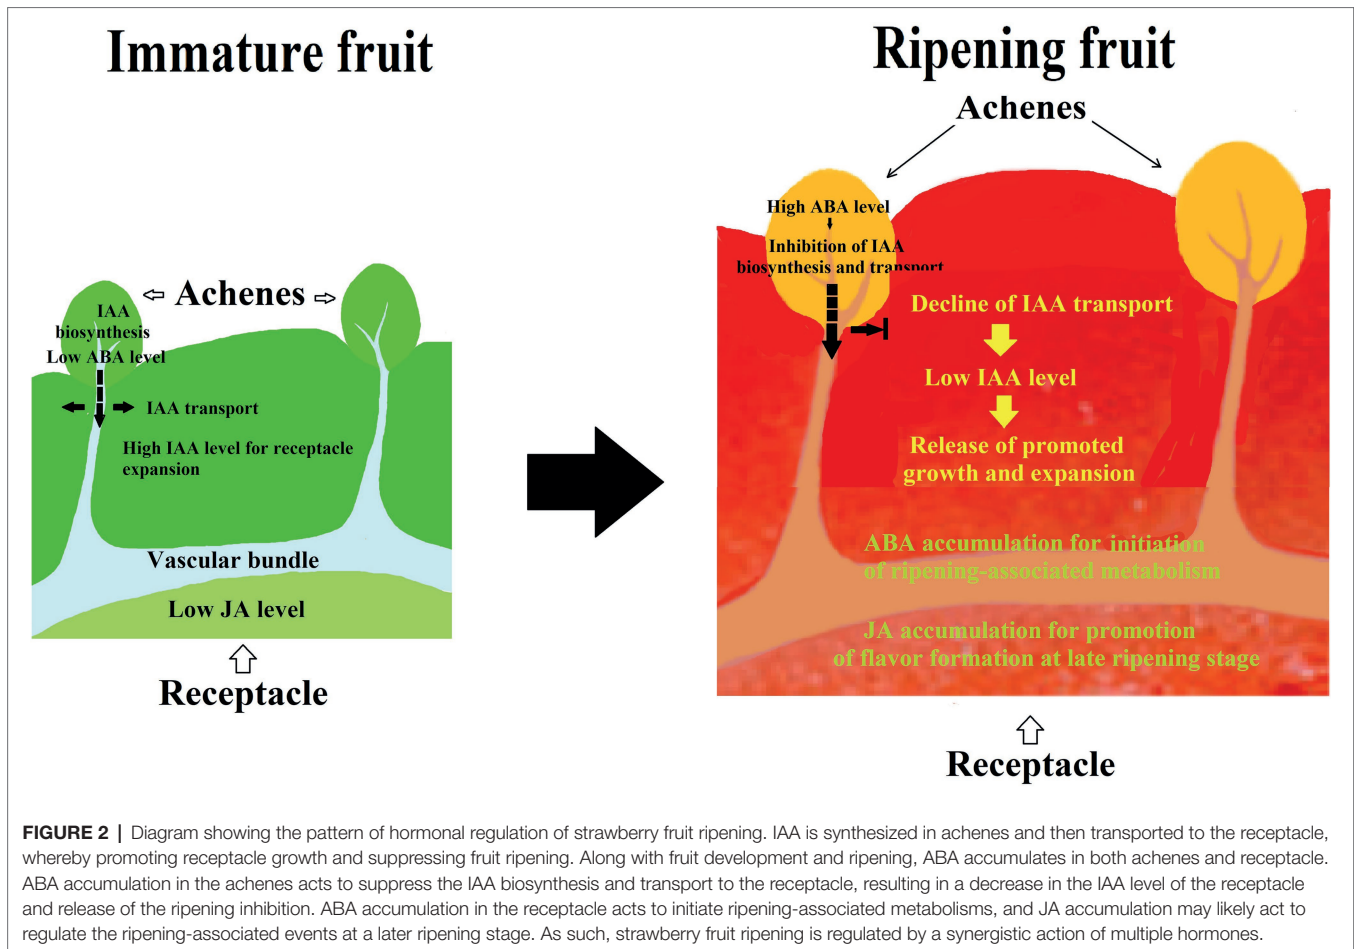 Immature fruit
Achenes
IAA
biosynthesis
Low ABA level
IAA transport
High IAA level for receptacle
expansion
Vascular bundle
Low JA level
Receptacle
Ripening fruit
Achenes
High ABA level
Inhibition of IAA
biosynthesis and transport
Decline of IAA transport
Low IAA level
Release of promoted
growth and expansion
ABA accumulation for initiation
of ripening-associated metabolism
JA accumulation for promotion
of flavor formation at late ripening stage
Receptacle
FIGURE 2 | Diagram showing the pattern of hormonal regulation of strawberry fruit ripening. IAA is synthesized in achenes and then transported to the receptacle,
whereby promoting receptacle growth and suppressing fruit ripening. Along with fruit development and ripening, ABA accumulates in both achenes and receptacle.
ABA accumulation in the achenes acts to suppress the IAA biosynthesis and transport to the receptacle, resulting in a decrease in the IAA level of the receptacle
and release of the ripening inhibition. ABA accumulation in the receptacle acts to initiate ripening-associated metabolisms, and JA accumulation may likely act to
regulate the ripening-associated events at a later ripening stage. As such, strawberry fruit ripening is regulated by a synergistic action of multiple hormones.